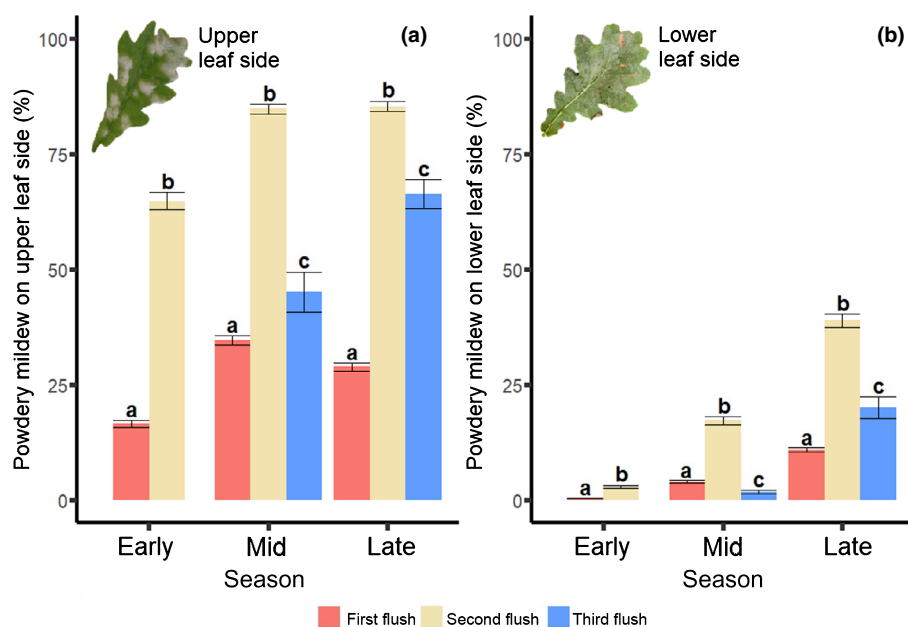 Upper
leaf side
(a)
Powdery mildew on upper leaf side (%)
100
75
50
25
0
a
b
a
b
c
a
b
c
Early
Mid
Late
Season
Lower
leaf side
(b)
Powdery mildew on lower leaf side (%)
100
75
50
25
0
a
b
a
b
c
a
b
c
Early
Mid
Late
Season
First flush
Second flush
Third flush